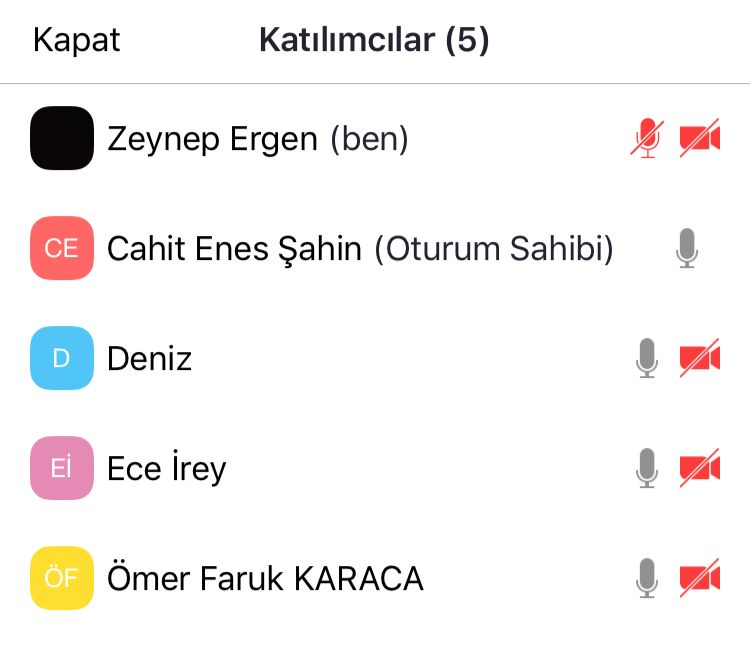 Kapat Katılımcılar (5)
Zeynep Ergen (ben)
CE Cahit Enes Şahin (Oturum Sahibi)
D Deniz
Eİ Ece İrey
ÖF Ömer Faruk KARACA